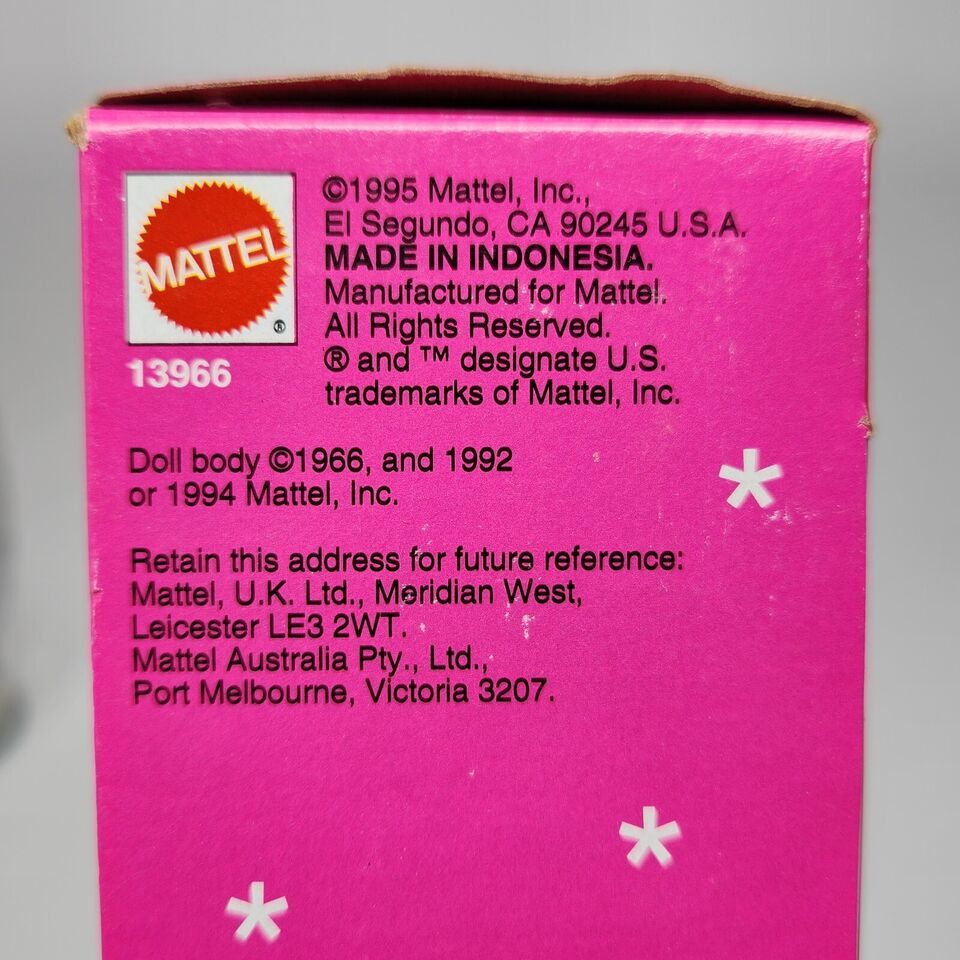 MATTEL
®
13966
©1995 Mattel, Inc.,
El Segundo, CA 90245 U.S.A.
MADE IN INDONESIA.
Manufactured for Mattel.
All Rights Reserved.
® and ™ designate U.S.
trademarks of Mattel, Inc.
Doll body ©1966, and 1992
or 1994 Mattel, Inc.
Retain this address for future reference:
Mattel, U.K. Ltd., Meridian West,
Leicester LE3 2WT.
Mattel Australia Pty., Ltd.,
Port Melbourne, Victoria 3207.